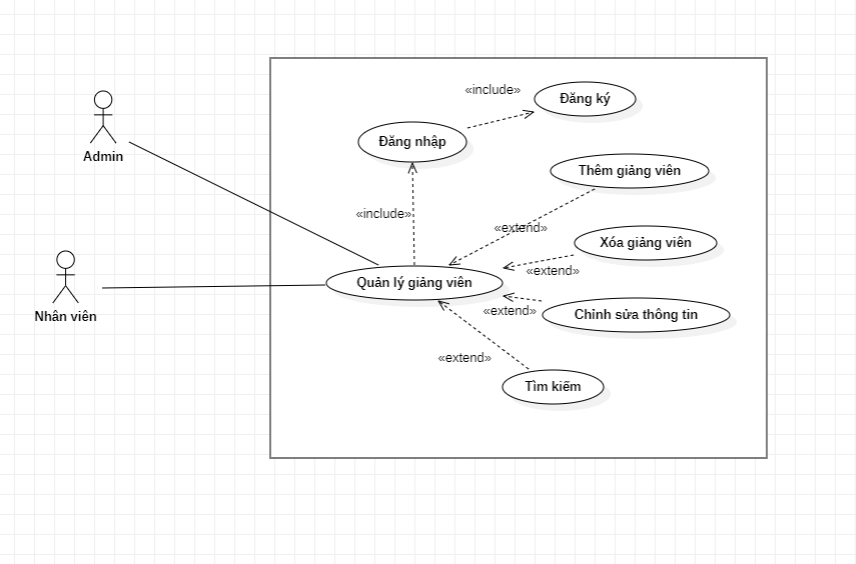 «include»
Đăng ký
Admin
Đăng nhập
Thêm giảng viên
«include»
«extend»
Xóa giảng viên
«extend»
Quản lý giảng viên
Nhân viên
«extend»
Chỉnh sửa thông tin
«extend»
Tìm kiếm